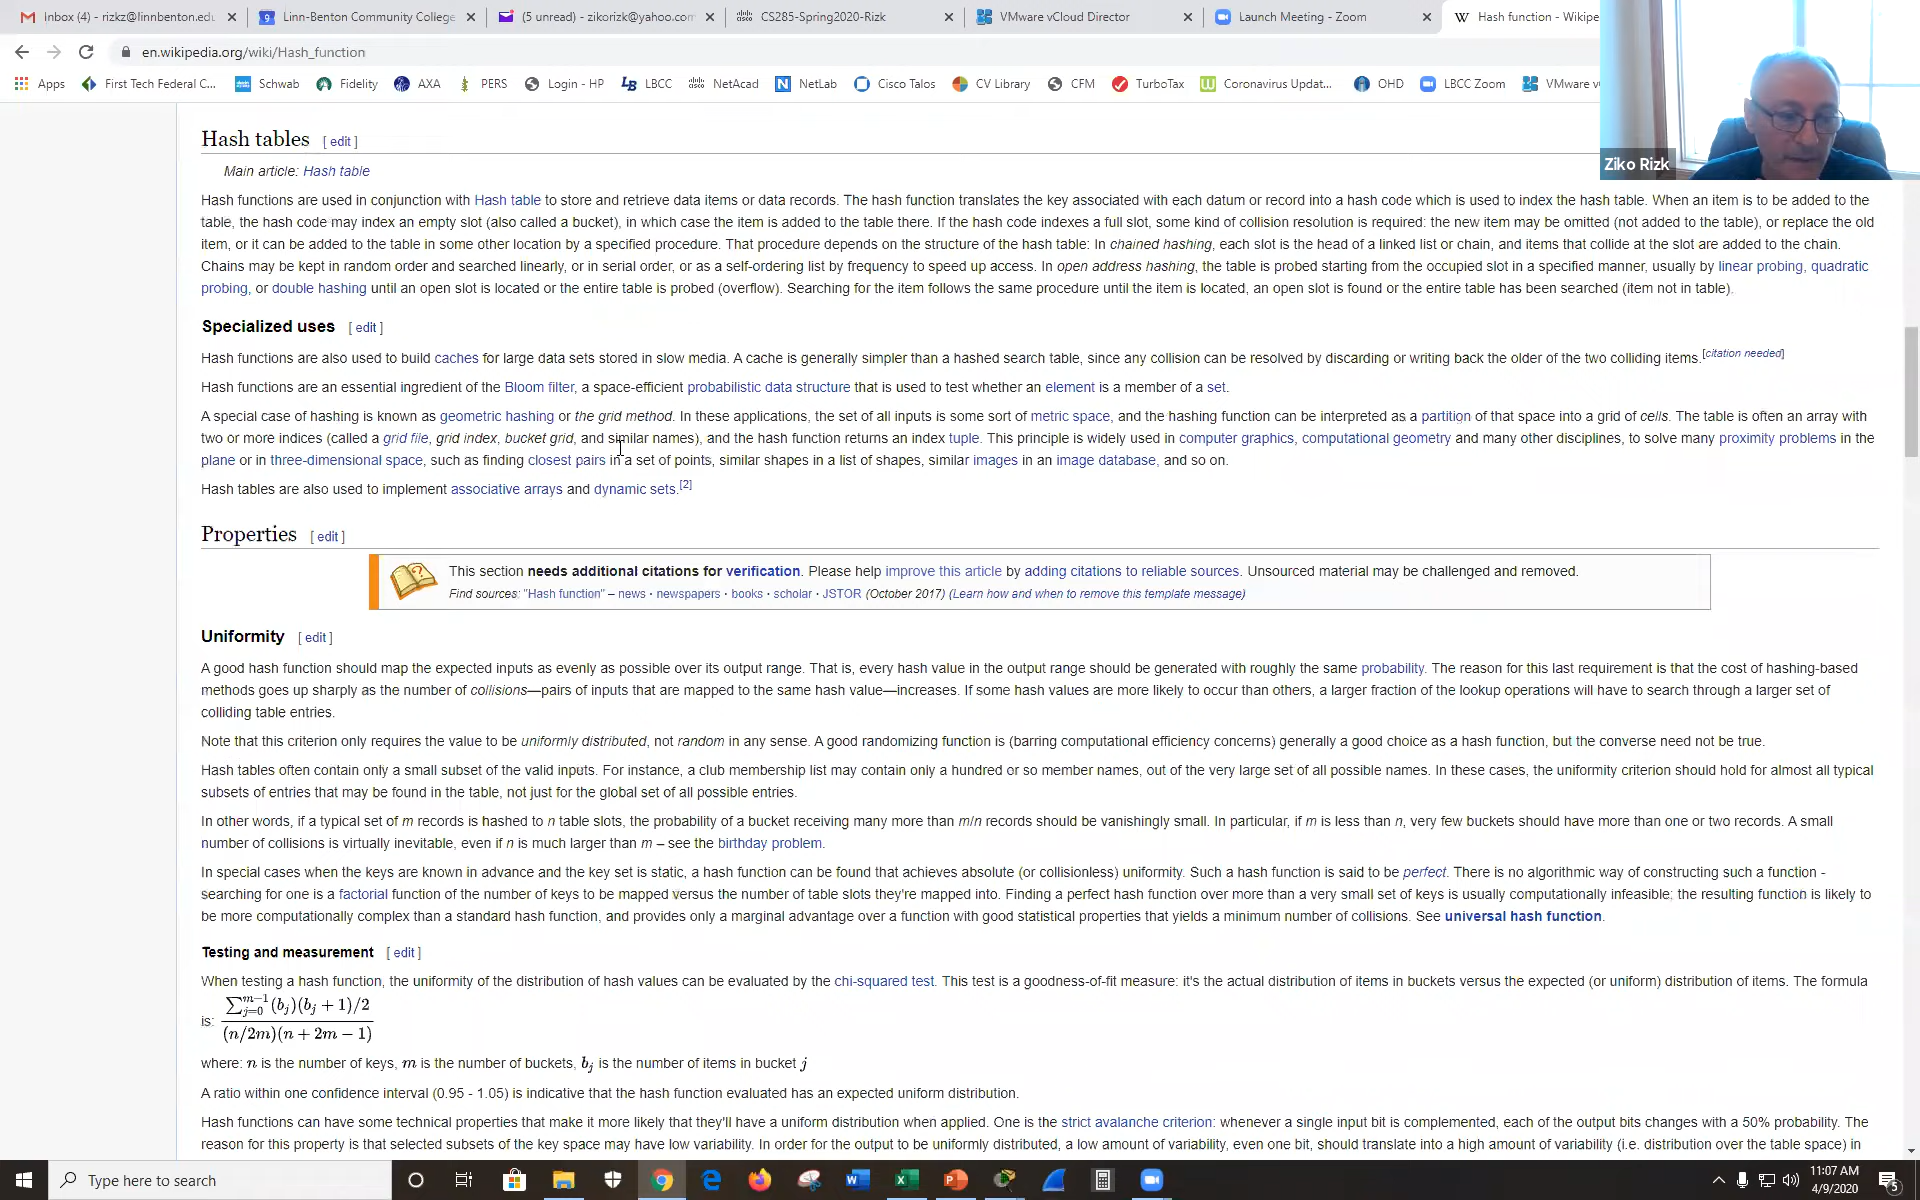 Inbox (4) - rizkz@linnbenton.edu
Linn-Benton Community College
(5 unread) - zikorizk@yahoo.com
CS285-Spring2020-Rizk
VMware vCloud Director
Launch Meeting - Zoom
W Hash function - Wikipe
en.wikipedia.org/wiki/Hash_function
Apps First Tech Federal C... Schwab Fidelity AXA PERS Login - HP LB LBCC NetAcad N NetLab Cisco Talos CV Library CFM TurboTax Coronavirus Updat... OHD LBCC Zoom VMware v
Ziko Rizk
Hash tables [ edit ]
Main article: Hash table
Hash functions are used in conjunction with Hash table to store and retrieve data items or data records. The hash function translates the key associated with each datum or record into a hash code which is used to index the hash table. When an item is to be added to the
table, the hash code may index an empty slot (also called a bucket), in which case the item is added to the table there. If the hash code indexes a full slot, some kind of collision resolution is required: the new item may be omitted (not added to the table), or replace the old
item, or it can be added to the table in some other location by a specified procedure. That procedure depends on the structure of the hash table: In chained hashing, each slot is the head of a linked list or chain, and items that collide at the slot are added to the chain.
Chains may be kept in random order and searched linearly, or in serial order, or as a self-ordering list by frequency to speed up access. In open address hashing, the table is probed starting from the occupied slot in a specified manner, usually by linear probing, quadratic
probing, or double hashing until an open slot is located or the entire table is probed (overflow). Searching for the item follows the same procedure until the item is located, an open slot is found or the entire table has been searched (item not in table).
Specialized uses [ edit ]
Hash functions are also used to build caches for large data sets stored in slow media. A cache is generally simpler than a hashed search table, since any collision can be resolved by discarding or writing back the older of the two colliding items.[citation needed]
Hash functions are an essential ingredient of the Bloom filter, a space-efficient probabilistic data structure that is used to test whether an element is a member of a set.
A special case of hashing is known as geometric hashing or the grid method. In these applications, the set of all inputs is some sort of metric space, and the hashing function can be interpreted as a partition of that space into a grid of cells. The table is often an array with
two or more indices (called a grid file, grid index, bucket grid, and similar names), and the hash function returns an index tuple. This principle is widely used in computer graphics, computational geometry and many other disciplines, to solve many proximity problems in the
plane or in three-dimensional space, such as finding closest pairs in a set of points, similar shapes in a list of shapes, similar images in an image database, and so on.
Hash tables are also used to implement associative arrays and dynamic sets.[2]
Properties [ edit ]
This section needs additional citations for verification. Please help improve this article by adding citations to reliable sources. Unsourced material may be challenged and removed.
Find sources: "Hash function" – news · newspapers · books · scholar · JSTOR (October 2017) (Learn how and when to remove this template message)
Uniformity [ edit ]
A good hash function should map the expected inputs as evenly as possible over its output range. That is, every hash value in the output range should be generated with roughly the same probability. The reason for this last requirement is that the cost of hashing-based
methods goes up sharply as the number of collisions—pairs of inputs that are mapped to the same hash value—increases. If some hash values are more likely to occur than others, a larger fraction of the lookup operations will have to search through a larger set of
colliding table entries.
Note that this criterion only requires the value to be uniformly distributed, not random in any sense. A good randomizing function is (barring computational efficiency concerns) generally a good choice as a hash function, but the converse need not be true.
Hash tables often contain only a small subset of the valid inputs. For instance, a club membership list may contain only a hundred or so member names, out of the very large set of all possible names. In these cases, the uniformity criterion should hold for almost all typical
subsets of entries that may be found in the table, not just for the global set of all possible entries.
In other words, if a typical set of m records is hashed to n table slots, the probability of a bucket receiving many more than m/n records should be vanishingly small. In particular, if m is less than n, very few buckets should have more than one or two records. A small
number of collisions is virtually inevitable, even if n is much larger than m – see the birthday problem.
In special cases when the keys are known in advance and the key set is static, a hash function can be found that achieves absolute (or collisionless) uniformity. Such a hash function is said to be perfect. There is no algorithmic way of constructing such a function -
searching for one is a factorial function of the number of keys to be mapped versus the number of table slots they're mapped into. Finding a perfect hash function over more than a very small set of keys is usually computationally infeasible; the resulting function is likely to
be more computationally complex than a standard hash function, and provides only a marginal advantage over a function with good statistical properties that yields a minimum number of collisions. See universal hash function.
Testing and measurement [ edit ]
When testing a hash function, the uniformity of the distribution of hash values can be evaluated by the chi-squared test. This test is a goodness-of-fit measure: it's the actual distribution of items in buckets versus the expected (or uniform) distribution of items. The formula
is: ∑_{j=0}^{m−1}(b_j)(b_j + 1)/2
(n/2m)(n + 2m − 1)
where: n is the number of keys, m is the number of buckets, b_j is the number of items in bucket j
A ratio within one confidence interval (0.95 - 1.05) is indicative that the hash function evaluated has an expected uniform distribution.
Hash functions can have some technical properties that make it more likely that they'll have a uniform distribution when applied. One is the strict avalanche criterion: whenever a single input bit is complemented, each of the output bits changes with a 50% probability. The
reason for this property is that selected subsets of the key space may have low variability. In order for the output to be uniformly distributed, a low amount of variability, even one bit, should translate into a high amount of variability (i.e. distribution over the table space) in
Type here to search
11:07 AM
4/9/2020
5